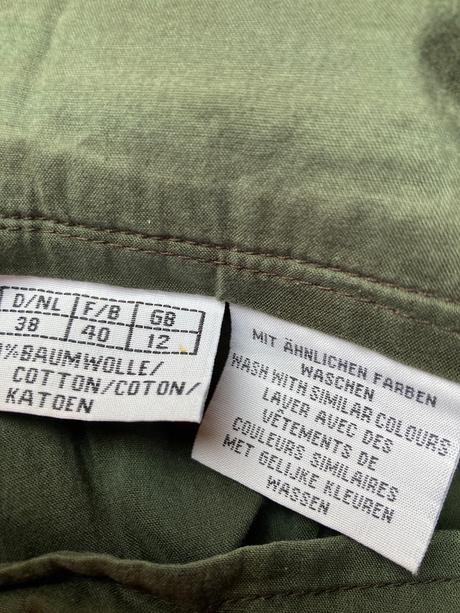 D/NL F/B GB
38 40 12
%BAUMWOLLE/
COTTON/COTON/
KATOEN
MIT ÄHNLICHEN FARBEN
WASCHEN
WASH WITH SIMILAR COLOURS
LAVER AVEC DES
VÊTEMENTS DE
COULEURS SIMILAIRES
MET GELIJKE KLEUREN
WASSEN